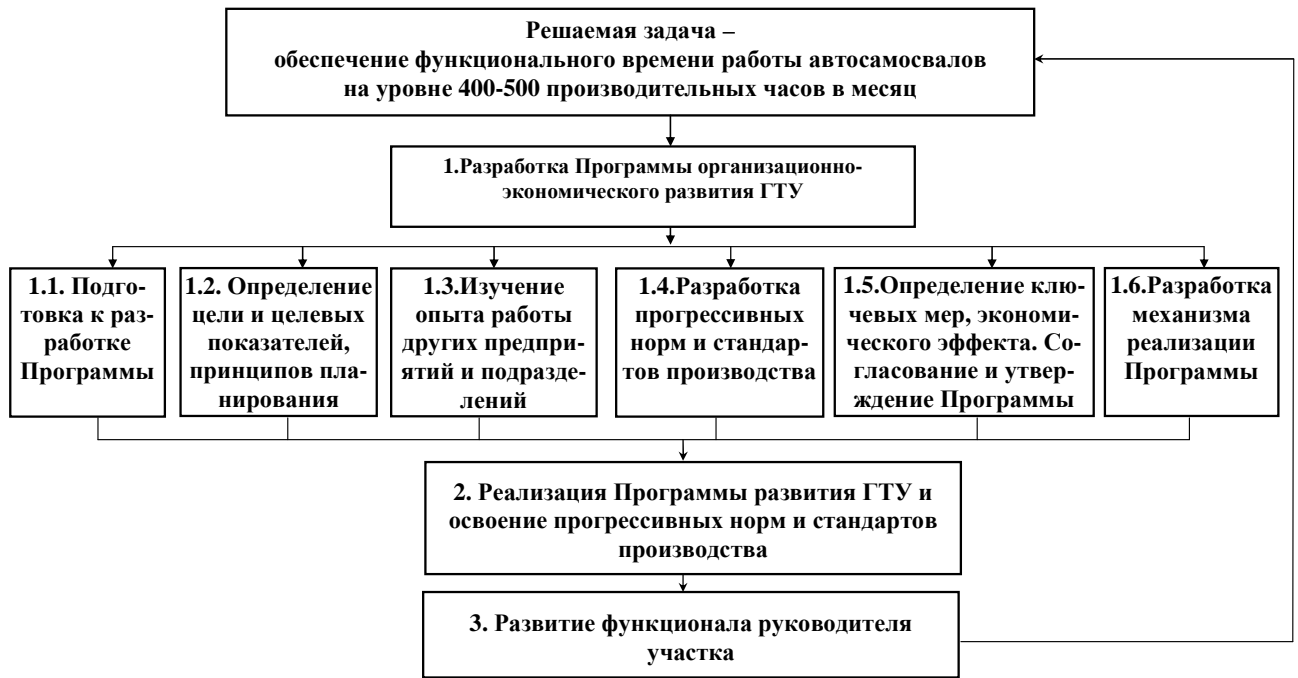 Решаемая задача –
обеспечение функционального времени работы автосамосвалов
на уровне 400-500 производительных часов в месяц
1.Разработка Программы организационно-
экономического развития ГТУ
1.1. Подго-
товка к раз-
работке
Программы
1.2. Определение
цели и целевых
показателей,
принципов пла-
нирования
1.3.Изучение
опыта работы
других предпри-
ятий и подразде-
лений
1.4.Разработка
прогрессивных
норм и стандар-
тов производства
1.5.Определение клю-
чевых мер, экономи-
ческого эффекта. Со-
гласование и утвер-
ждение Программы
1.6.Разработка
механизма
реализации
Программы
2. Реализация Программы развития ГТУ и
освоение прогрессивных норм и стандартов
производства
3. Развитие функционала руководителя
участка